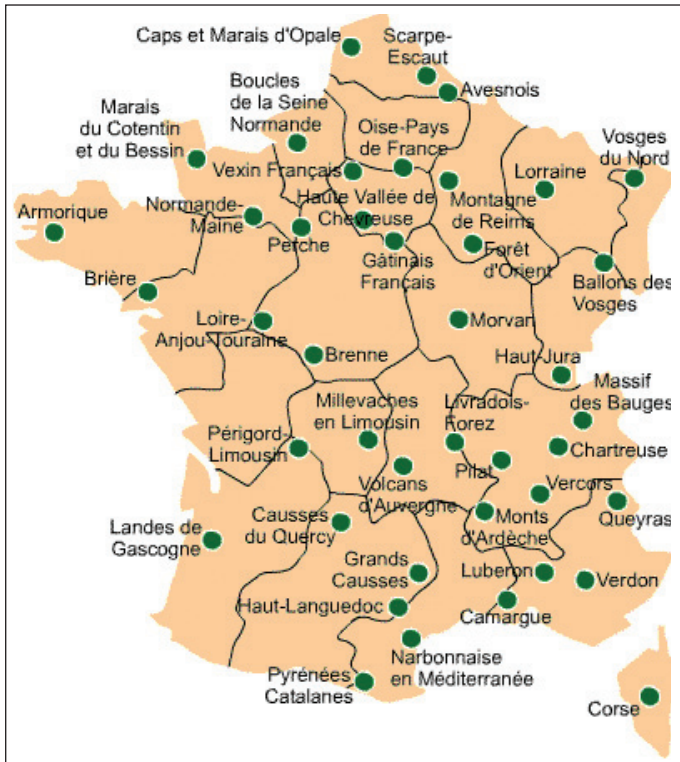 Caps et Marais d'Opale
Scarpe-
Escaut
Avesnois
Boucles
de la Seine
Normande
Marais
du Cotentin
et du Bessin
Oise-Pays
de France
Vosges
du Nord
Vexin Français
Lorraine
Haute Vallée de
Chevreuse
Montagne
de Reims
Armorique
Normande-
Maine
Perche
Gâtinais
Français
Forêt
d'Orient
Ballons des
Vosges
Brière
Loire-
Anjou-Touraine
Morvan
Brenne
Haut-Jura
Massif
des Bauges
Millevaches
en Limousin
Livradois-
Forez
Périgord-
Limousin
Chartreuse
Pilat
Volcans
d'Auvergne
Vercors
Queyras
Landes de
Gascogne
Causses
du Quercy
Monts
d'Ardèche
Grands
Causses
Luberon
Verdon
Haut-Languedoc
Camargue
Narbonnaise
en Méditerranée
Pyrénées
Catalanes
Corse